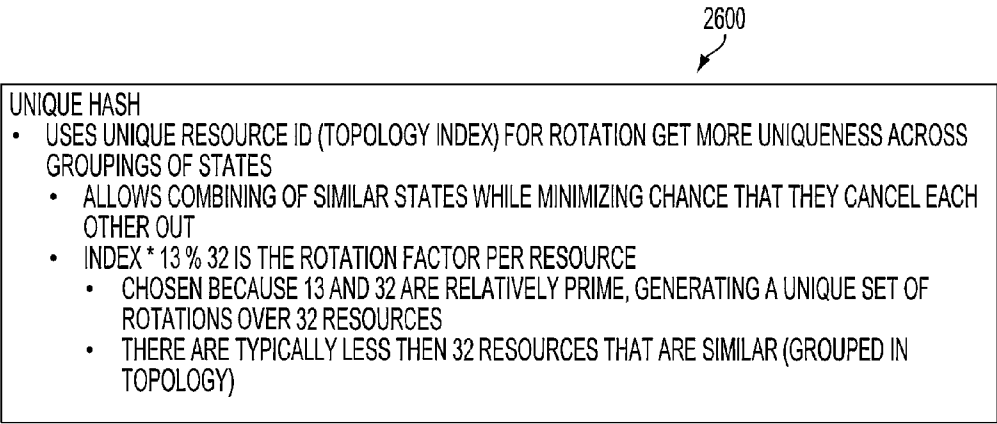 2600
UNIQUE HASH
• USES UNIQUE RESOURCE ID (TOPOLOGY INDEX) FOR ROTATION GET MORE UNIQUENESS ACROSS
GROUPINGS OF STATES
• ALLOWS COMBINING OF SIMILAR STATES WHILE MINIMIZING CHANCE THAT THEY CANCEL EACH
OTHER OUT
• INDEX * 13 % 32 IS THE ROTATION FACTOR PER RESOURCE
• CHOSEN BECAUSE 13 AND 32 ARE RELATIVELY PRIME, GENERATING A UNIQUE SET OF
ROTATIONS OVER 32 RESOURCES
• THERE ARE TYPICALLY LESS THEN 32 RESOURCES THAT ARE SIMILAR (GROUPED IN
TOPOLOGY)